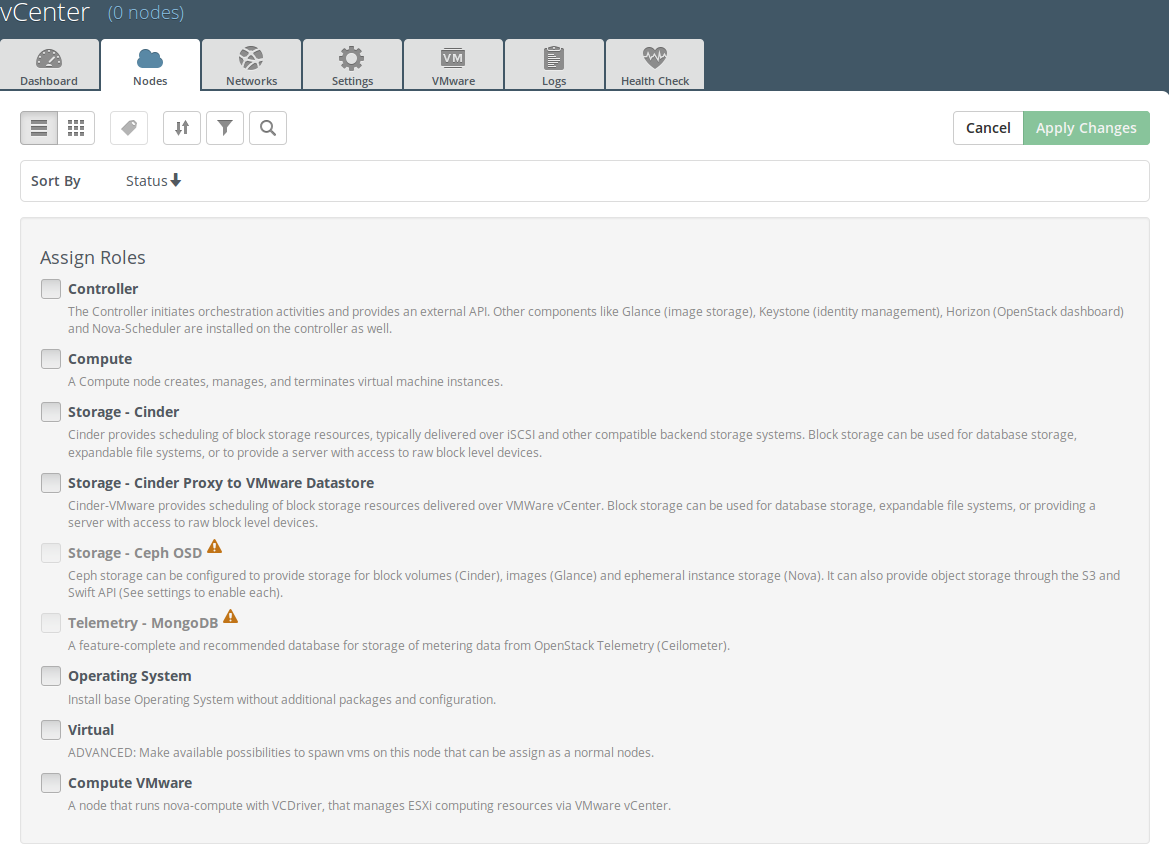 vCenter (0 nodes)
Dashboard
Nodes
Networks
Settings
VM
VMware
Logs
Health Check
Cancel
Apply Changes
Sort By Status
Assign Roles
Controller
The Controller initiates orchestration activities and provides an external API. Other components like Glance (image storage), Keystone (identity management), Horizon (OpenStack dashboard)
and Nova-Scheduler are installed on the controller as well.
Compute
A Compute node creates, manages, and terminates virtual machine instances.
Storage - Cinder
Cinder provides scheduling of block storage resources, typically delivered over iSCSI and other compatible backend storage systems. Block storage can be used for database storage,
expandable file systems, or to provide a server with access to raw block level devices.
Storage - Cinder Proxy to VMware Datastore
Cinder-VMware provides scheduling of block storage resources delivered over VMWare vCenter. Block storage can be used for database storage, expandable file systems, or providing a
server with access to raw block level devices.
Storage - Ceph OSD
Ceph storage can be configured to provide storage for block volumes (Cinder), images (Glance) and ephemeral instance storage (Nova). It can also provide object storage through the S3 and
Swift API (See settings to enable each).
Telemetry - MongoDB
A feature-complete and recommended database for storage of metering data from OpenStack Telemetry (Ceilometer).
Operating System
Install base Operating System without additional packages and configuration.
Virtual
ADVANCED: Make available possibilities to spawn vms on this node that can be assign as a normal nodes.
Compute VMware
A node that runs nova-compute with VCDriver, that manages ESXi computing resources via VMware vCenter.